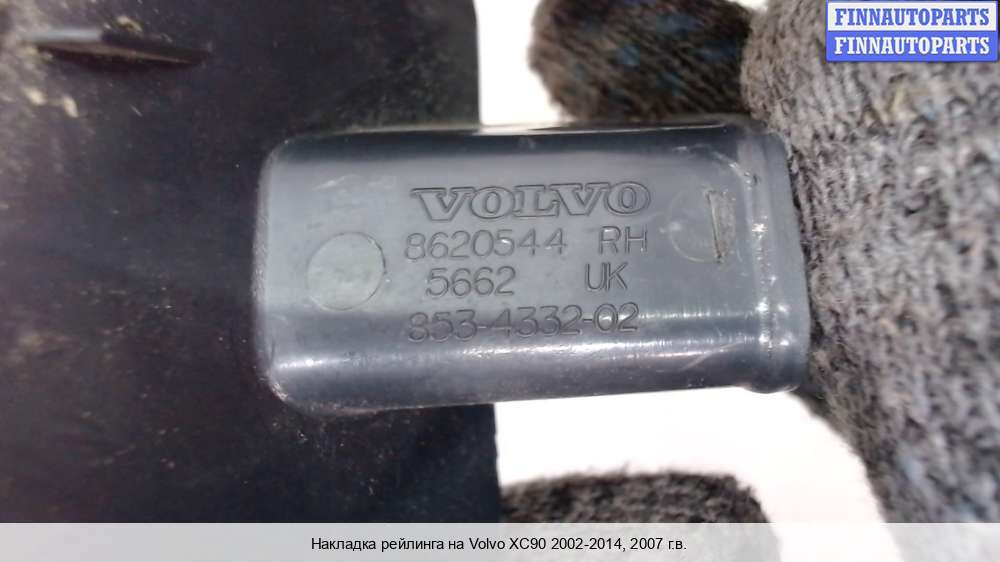 FINNAUTOPARTS
FINNAUTOPARTS
VOLVO
8620544 RH
5662 UK
853-4332-02
Накладка рейлинга на Volvo XC90 2002-2014, 2007 г.в.